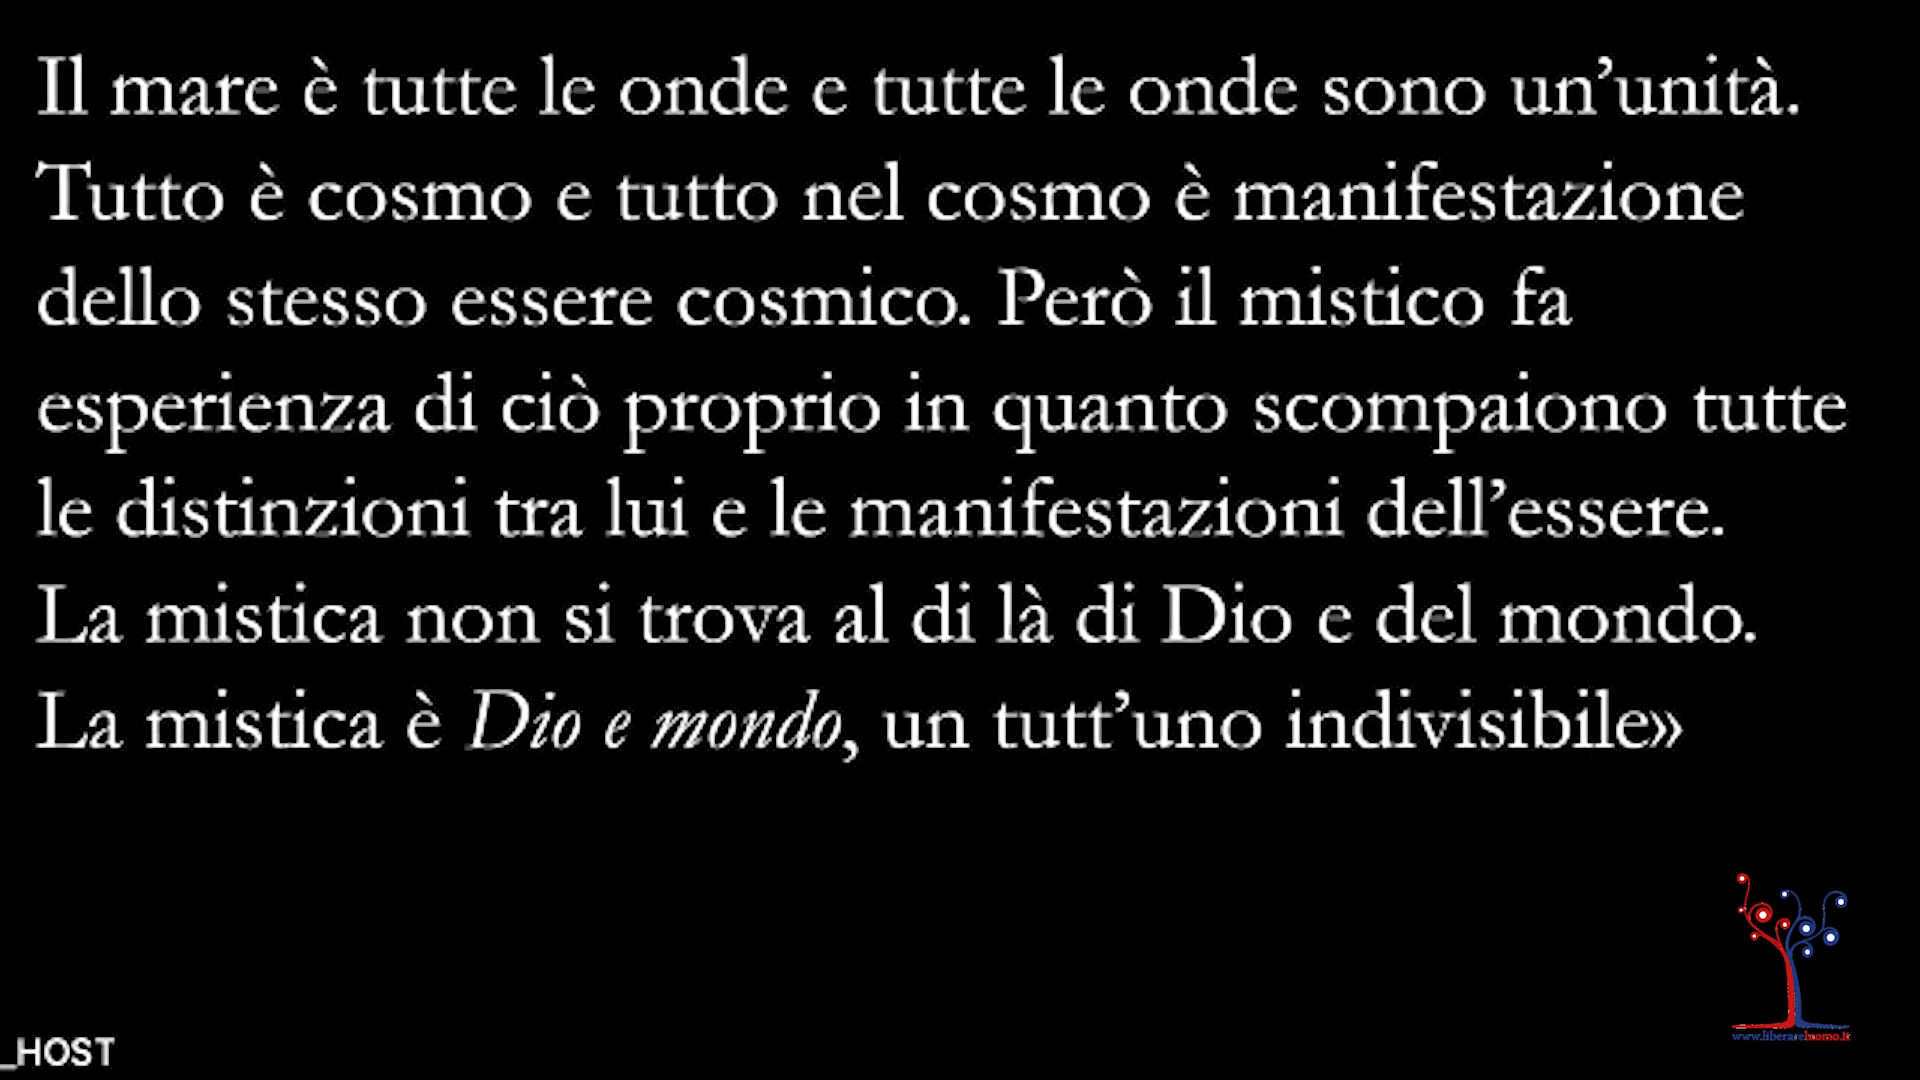 Il mare è tutte le onde e tutte le onde sono un’unità.
Tutto è cosmo e tutto nel cosmo è manifestazione
dello stesso essere cosmico. Però il mistico fa
esperienza di ciò proprio in quanto scompaiono tutte
le distinzioni tra lui e le manifestazioni dell’essere.
La mistica non si trova al di là di Dio e del mondo.
La mistica è Dio e mondo, un tutt’uno indivisibile»
www.liberareluomo.it
_HOST